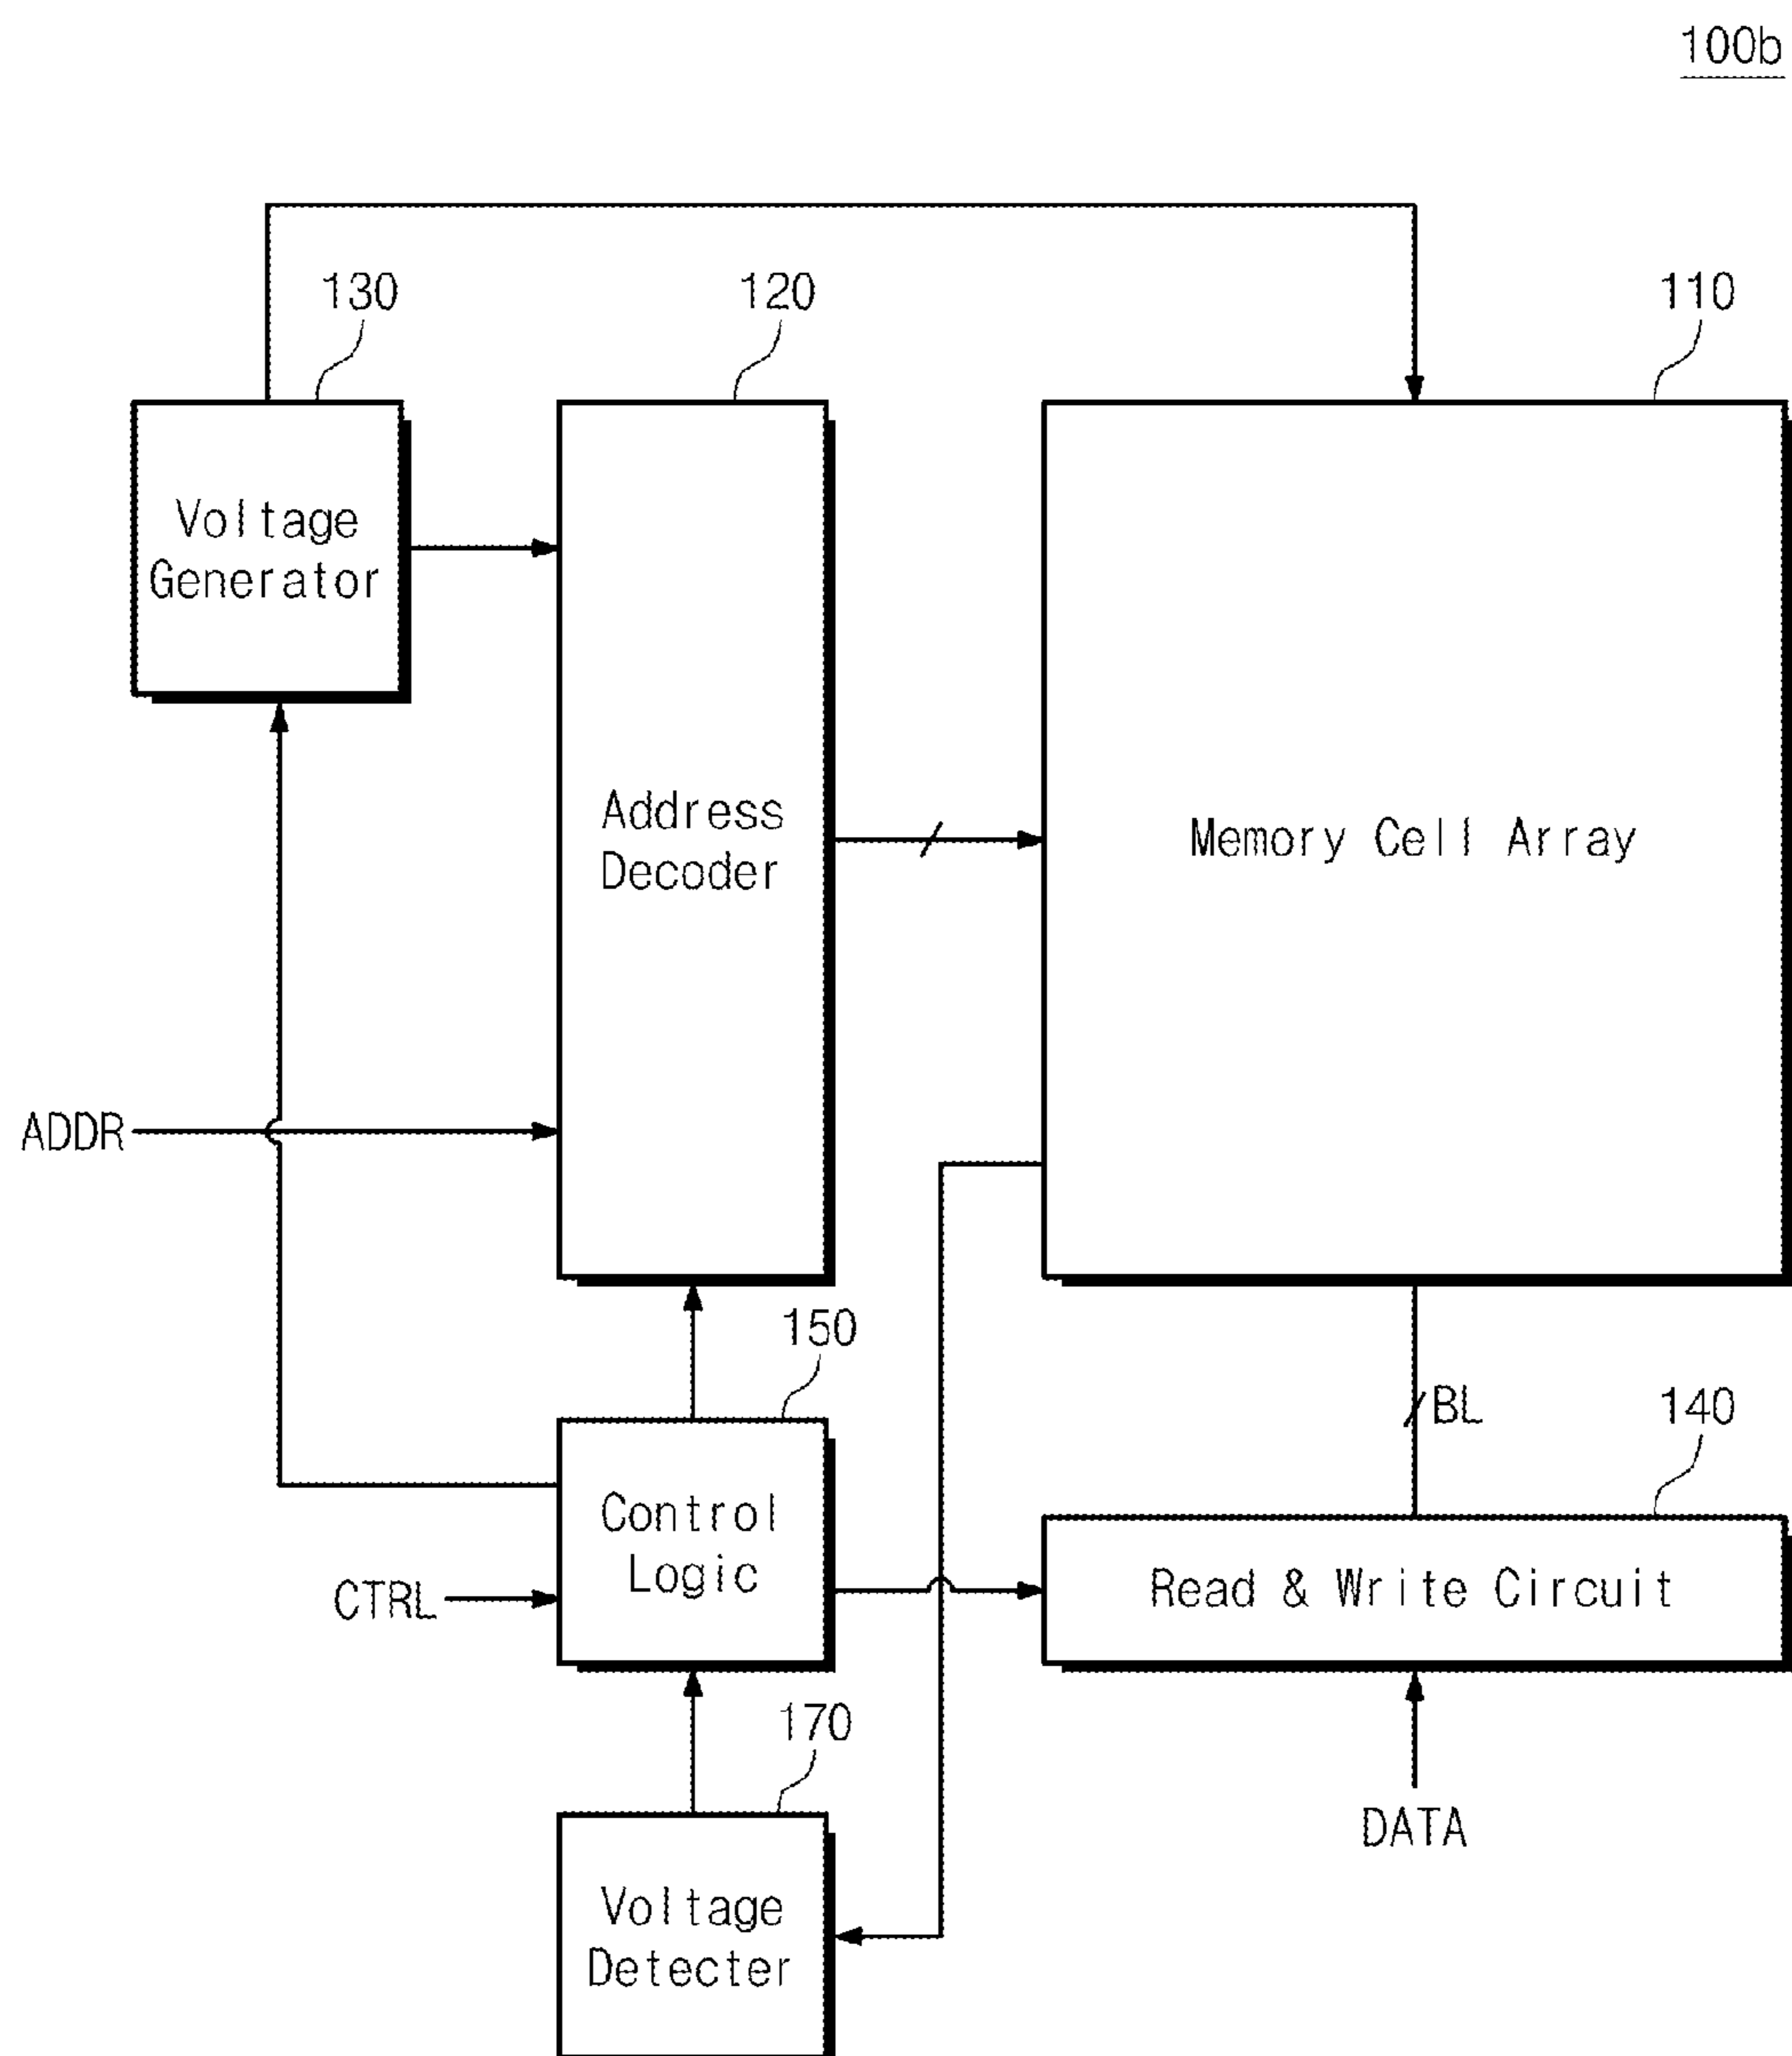 100b
130
120
110
Voltage
Generator
Address
Decoder
Memory Cell Array
ADDR
150
BL
140
Control
Logic
CTRL
Read & Write Circuit
170
DATA
Voltage
Detecter